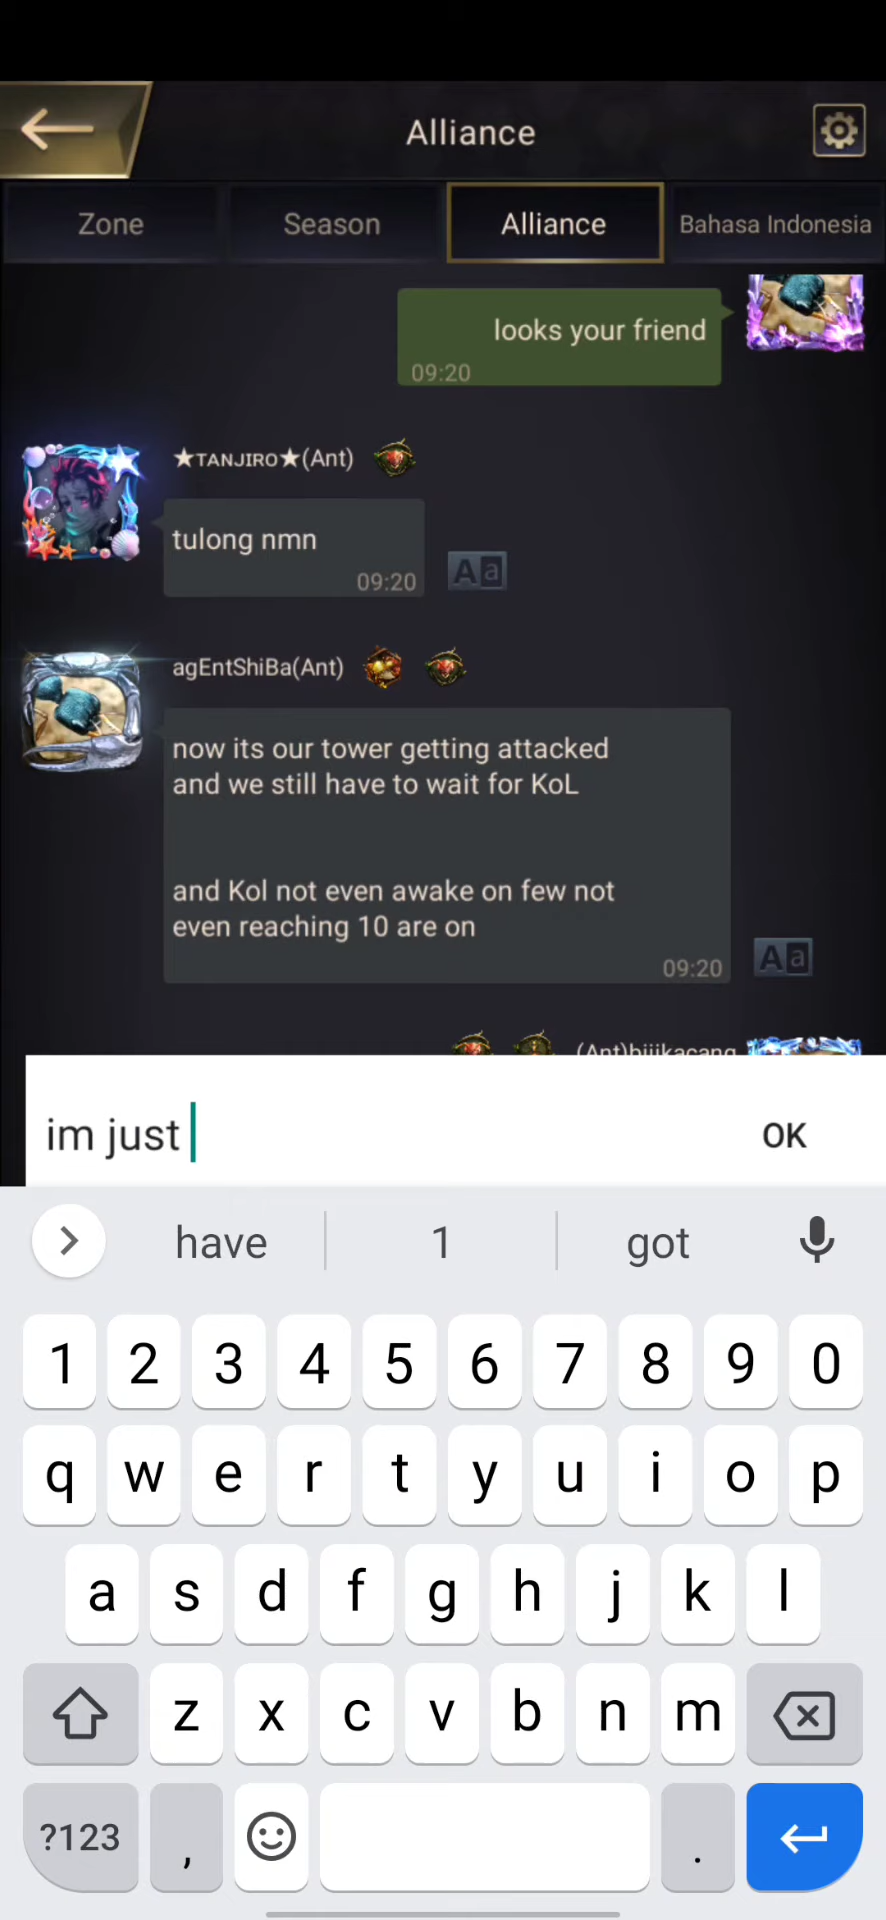 Alliance
Zone
Season
Alliance
Bahasa Indonesia
looks your friend
09:20
★TANJIRO★(Ant)
tulong nmn
09:20
Aa
agEntShiBa(Ant)
now its our tower getting attacked
and we still have to wait for KoL
and Kol not even awake on few not
even reaching 10 are on
09:20
Aa
(Ant)bijikacang
im just
OK
have
1
got
1 2 3 4 5 6 7 8 9 0
q w e r t y u i o p
a s d f g h j k l
z x c v b n m
?123 , .